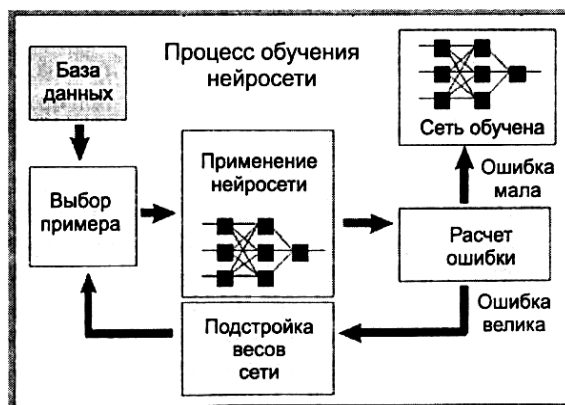 Процесс обучения
нейросети
База
данных
Выбор
примера
Применение
нейросети
Расчет
ошибки
Ошибка
мала
Сеть обучена
Ошибка
велика
Подстройка
весов
сети